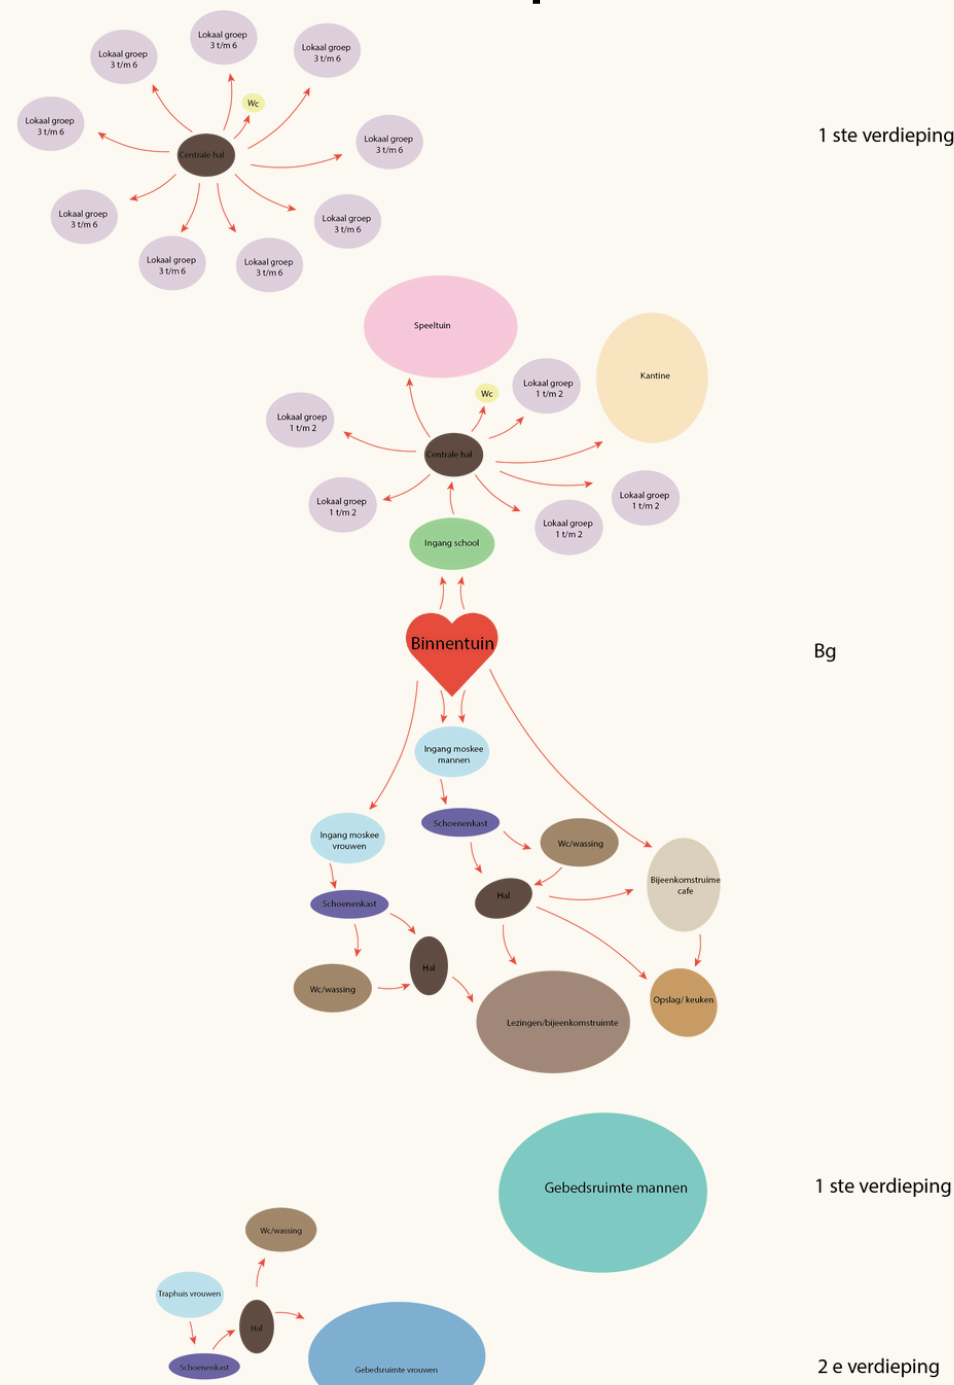 Lokaal groep
3 t/m 6
Lokaal groep
3 t/m 6
Lokaal groep
3 t/m 6
Wc
Lokaal groep
3 t/m 6
Lokaal groep
3 t/m 6
1 ste verdieping
Centrale hal
Lokaal groep
3 t/m 6
Lokaal groep
3 t/m 6
Lokaal groep
3 t/m 6
Lokaal groep
3 t/m 6
Speeltuin
Kantine
Lokaal groep
1 t/m 2
Wc
Lokaal groep
1 t/m 2
Centrale hal
Lokaal groep
1 t/m 2
Lokaal groep
1 t/m 2
Lokaal groep
1 t/m 2
Ingang school
Binnentuin
Bg
Ingang moskee
mannen
Schoenenkast
Ingang moskee
vrouwen
Wc/wassing
Bijeenkomstruime
cafe
Hal
Schoenenkast
Hal
Wc/wassing
Opslag/ keuken
Lezingen/bijeenkomstruimte
Gebedsruimte mannen
1 ste verdieping
Wc/wassing
Traphuis vrouwen
Hal
Schoenenkast
Gebedsruimte vrouwen
2 e verdieping